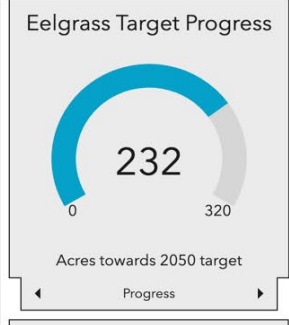 Eelgrass Target Progress
232
0 320
Acres towards 2050 target
Progress